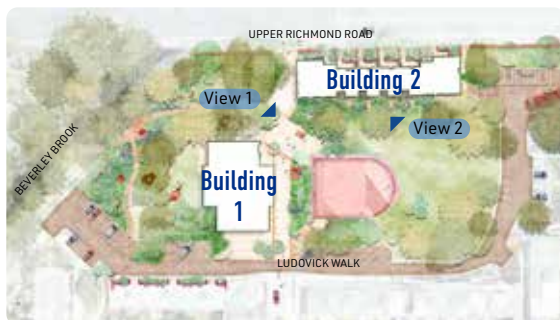 UPPER RICHMOND ROAD
Building 2
View 1
View 2
BEVERLEY BROOK
Building
1
LUDOVICK WALK